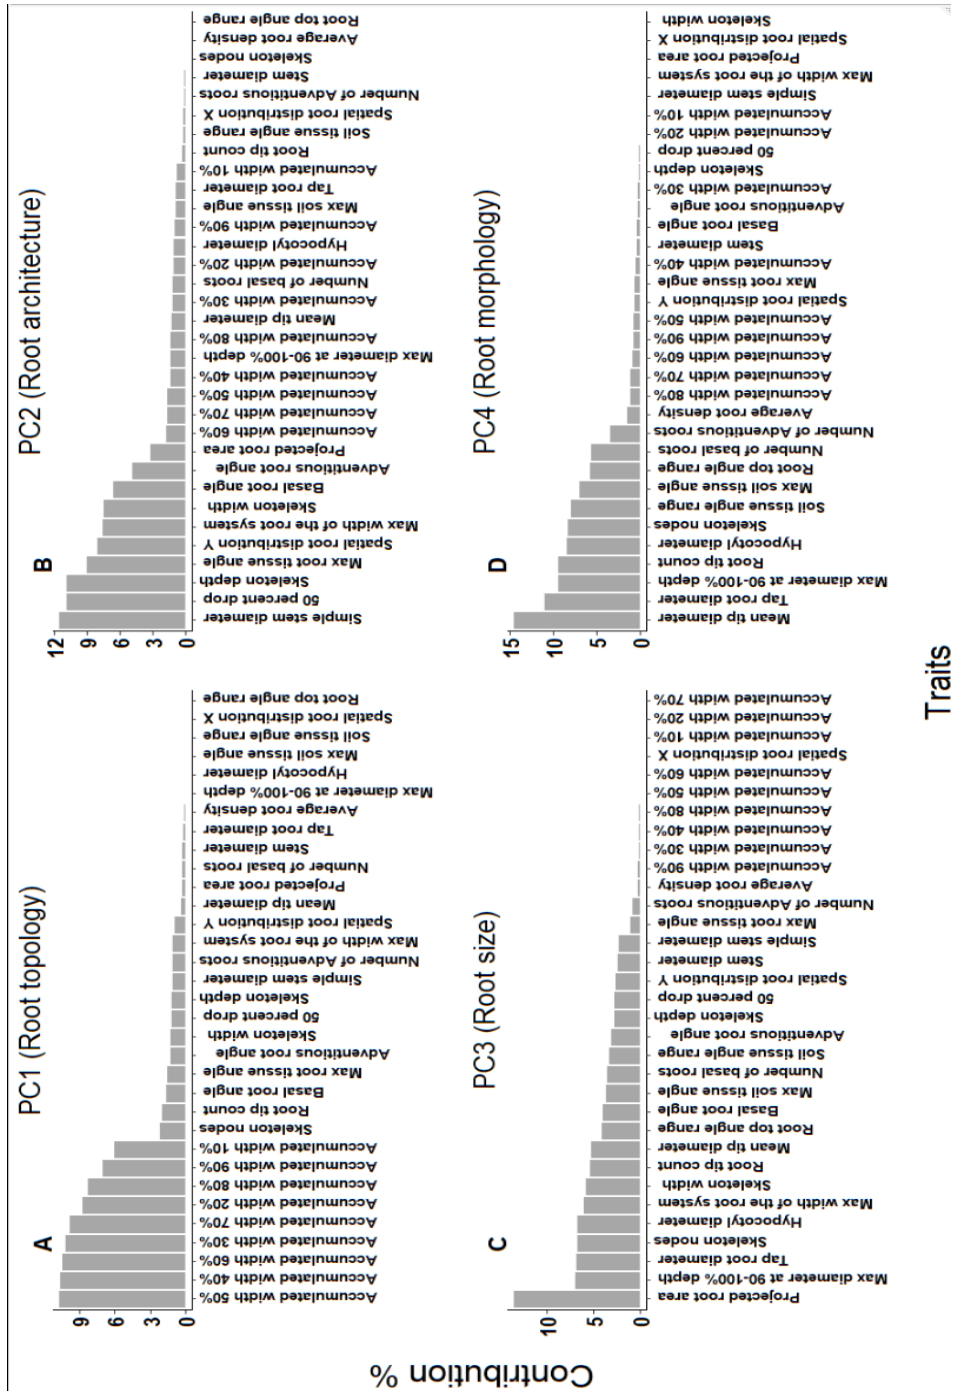 Contribution %
A
PC1 (Root topology)
9
6
3
0
Accumulated width 50%
Accumulated width 40%
Accumulated width 60%
Accumulated width 30%
Accumulated width 70%
Accumulated width 20%
Accumulated width 80%
Accumulated width 90%
Accumulated width 10%
Skeleton nodes
Root tip count
Basal root angle
Max root tissue angle
Adventitious root angle
Skeleton width
50 percent drop
Skeleton depth
Simple stem diameter
Number of Adventitious roots
Max width of the root system
Spatial root distribution Y
Mean tip diameter
Projected root area
Number of basal roots
Stem diameter
Tap root diameter
Average root density
Max diameter at 90-100% depth
Hypocotyl diameter
Max soil tissue angle
Soil tissue angle range
Spatial root distribution X
Root top angle range
B
PC2 (Root architecture)
12
9
6
3
0
Simple stem diameter
50 percent drop
Skeleton depth
Max root tissue angle
Spatial root distribution Y
Max width of the root system
Skeleton width
Basal root angle
Adventitious root angle
Projected root area
Accumulated width 60%
Accumulated width 70%
Accumulated width 50%
Accumulated width 40%
Max diameter at 90-100% depth
Accumulated width 80%
Mean tip diameter
Accumulated width 30%
Number of basal roots
Accumulated width 20%
Hypocotyl diameter
Accumulated width 90%
Max soil tissue angle
Tap root diameter
Accumulated width 10%
Root tip count
Soil tissue angle range
Spatial root distribution X
Number of Adventitious roots
Stem diameter
Skeleton nodes
Average root density
Root top angle range
C
PC3 (Root size)
10
5
0
Projected root area
Max diameter at 90-100% depth
Tap root diameter
Skeleton nodes
Hypocotyl diameter
Max width of the root system
Skeleton width
Root tip count
Mean tip diameter
Root top angle range
Basal root angle
Max soil tissue angle
Number of basal roots
Soil tissue angle range
Adventitious root angle
Skeleton depth
50 percent drop
Spatial root distribution Y
Stem diameter
Simple stem diameter
Max root tissue angle
Number of Adventitious roots
Average root density
Accumulated width 90%
Accumulated width 30%
Accumulated width 40%
Accumulated width 80%
Accumulated width 50%
Accumulated width 60%
Spatial root distribution X
Accumulated width 10%
Accumulated width 20%
Accumulated width 70%
D
PC4 (Root morphology)
15
10
5
0
Mean tip diameter
Tap root diameter
Max diameter at 90-100% depth
Root tip count
Hypocotyl diameter
Skeleton nodes
Soil tissue angle range
Max soil tissue angle
Root top angle range
Number of basal roots
Number of Adventitious roots
Average root density
Accumulated width 80%
Accumulated width 70%
Accumulated width 60%
Accumulated width 90%
Accumulated width 50%
Spatial root distribution Y
Max root tissue angle
Accumulated width 40%
Stem diameter
Basal root angle
Adventitious root angle
Accumulated width 30%
Skeleton depth
50 percent drop
Accumulated width 20%
Accumulated width 10%
Simple stem diameter
Max width of the root system
Projected root area
Spatial root distribution X
Skeleton width
Traits